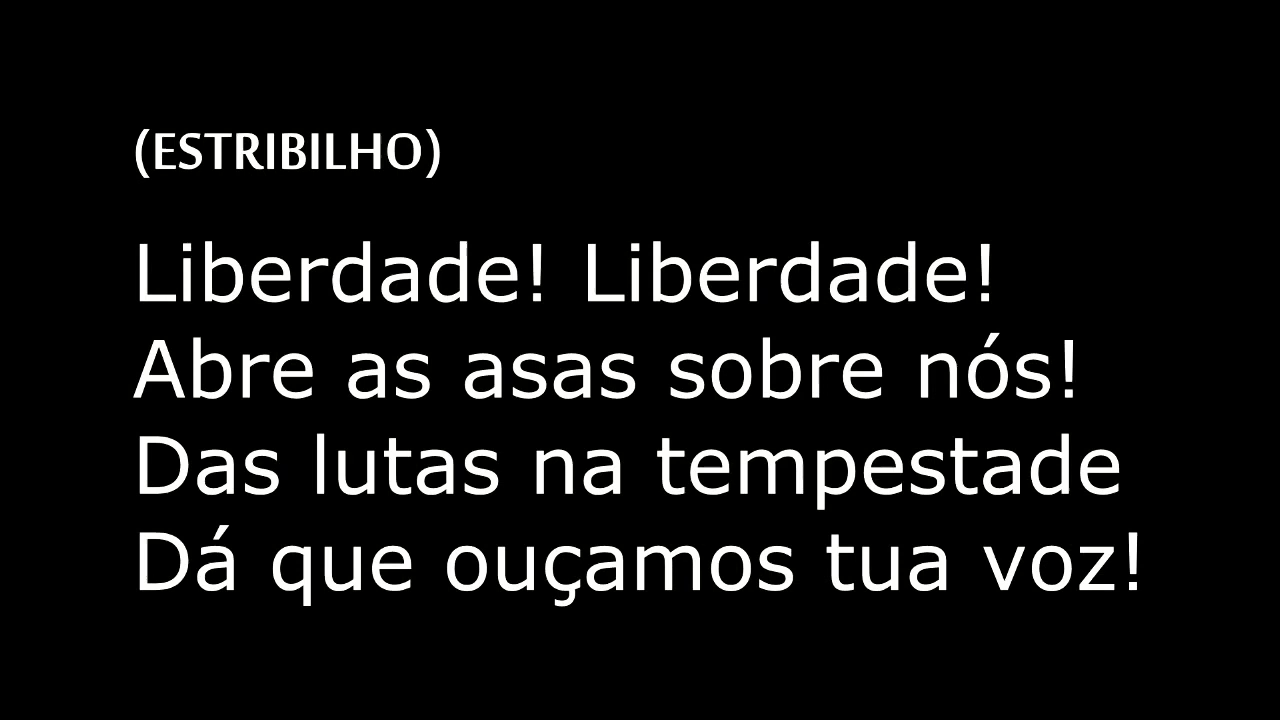 (ESTRIBILHO)
Liberdade! Liberdade!
Abre as asas sobre nós!
Das lutas na tempestade
Dá que ouçamos tua voz!